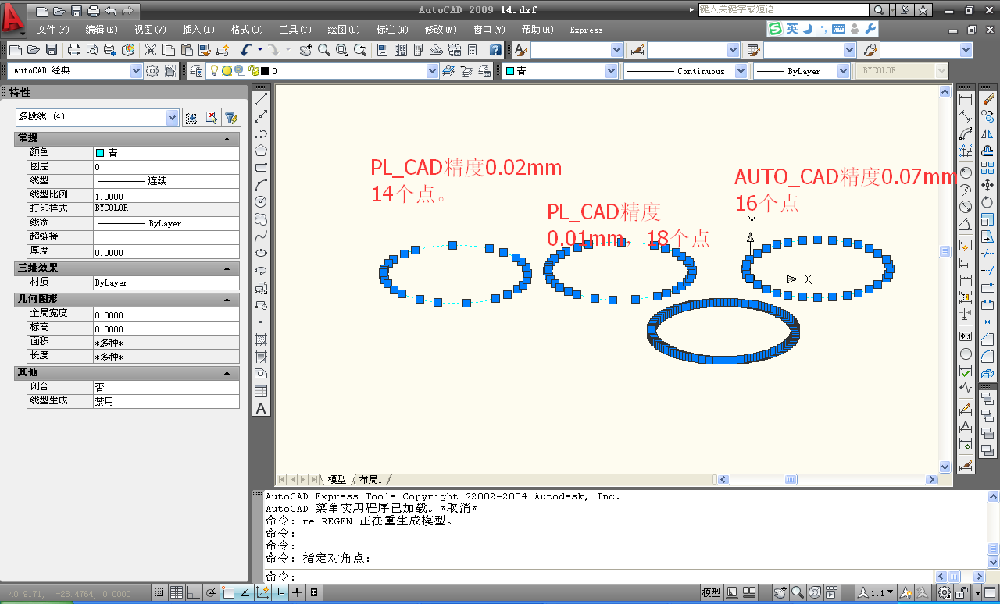 AutoCAD 2009 14.dxf
键入关键字或短语
文件(F) 编辑(E) 视图(V) 插入(I) 格式(O) 工具(T) 绘图(D) 标注(N) 修改(M) 窗口(W) 帮助(H) Express
英
AutoCAD 经典
0
青
Continuous
ByLayer
BYCOLOR
特性
多段线 (4)
常规
颜色 青
图层 0
线型 连续
线型比例 1.0000
打印样式 BYCOLOR
线宽 ByLayer
超链接
厚度 0.0000
三维效果
材质 ByLayer
几何图形
全局宽度 0.0000
标高 0.0000
面积 *多种*
长度 *多种*
其他
闭合 否
线型生成 禁用
PL_CAD精度0.02mm
14个点。
PL_CAD精度
0.01mm，18个点
AUTO_CAD精度0.07mm
16个点
Y
X
模型 布局1
AutoCAD Express Tools Copyright ?2002-2004 Autodesk, Inc.
AutoCAD 菜单实用程序已加载。*取消*
命令: re REGEN 正在重生成模型。
命令:
命令:
命令: 指定对角点:
命令:
40.9171, -28.4764, 0.0000
模型
1:1